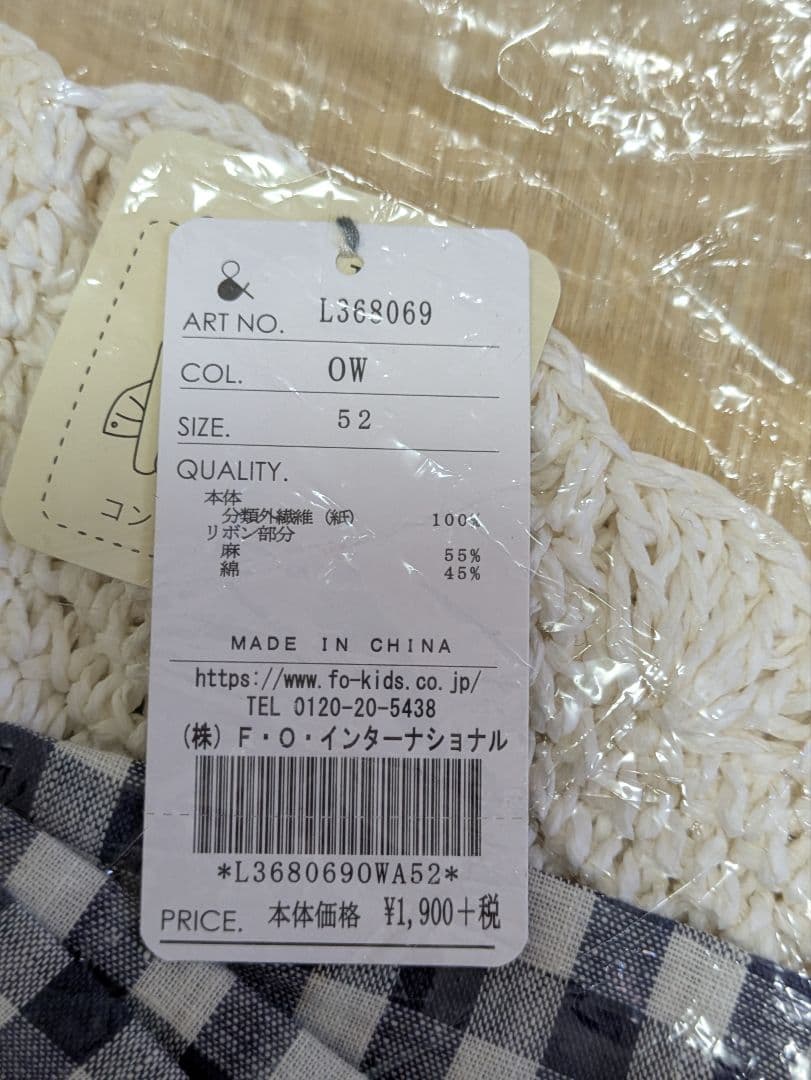 &
ART NO. L368069
COL. OW
SIZE. 52
QUALITY.
本体
分類外繊維 (紙) 100%
リボン部分
麻 55%
綿 45%
MADE IN CHINA
https://www.fo-kids.co.jp/
TEL 0120-20-5438
(株) F・O・インターナショナル
*L368069OWA52*
PRICE. 本体価格 ¥1,900+税
コン